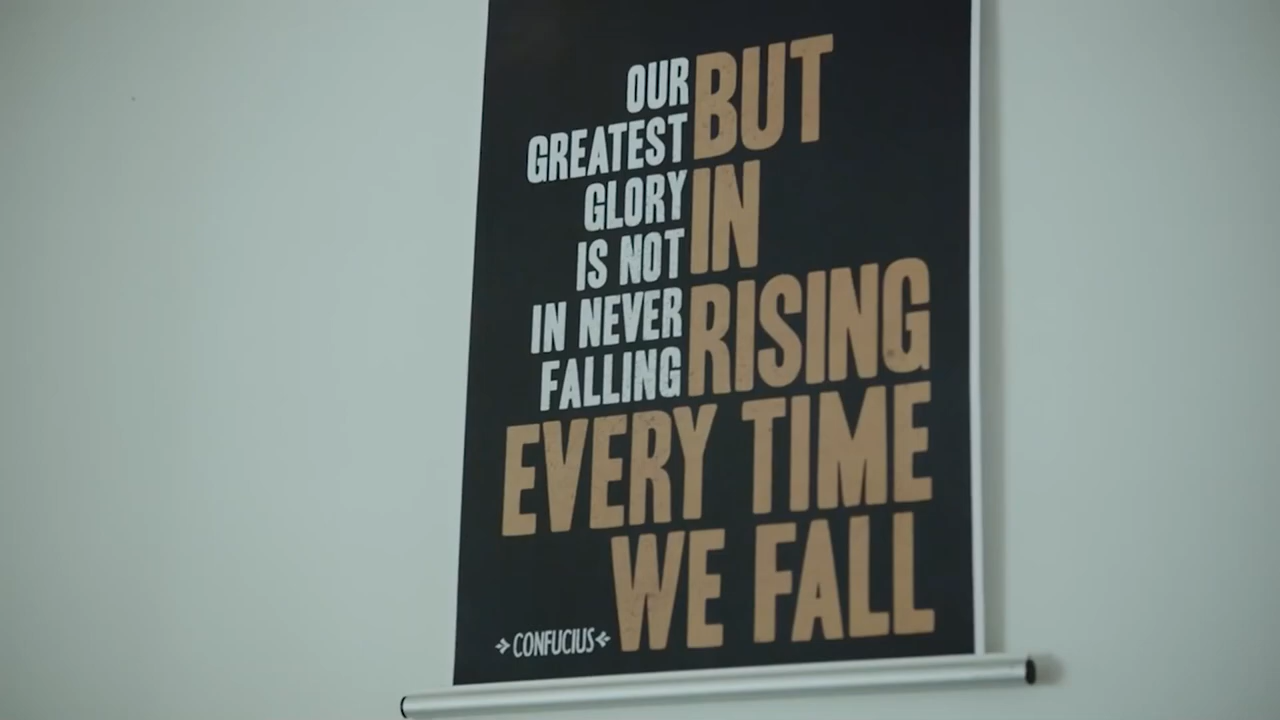 OUR
GREATEST
GLORY
IS NOT
IN NEVER
FALLING
BUT
IN
RISING
EVERY TIME
WE FALL
CONFUCIUS